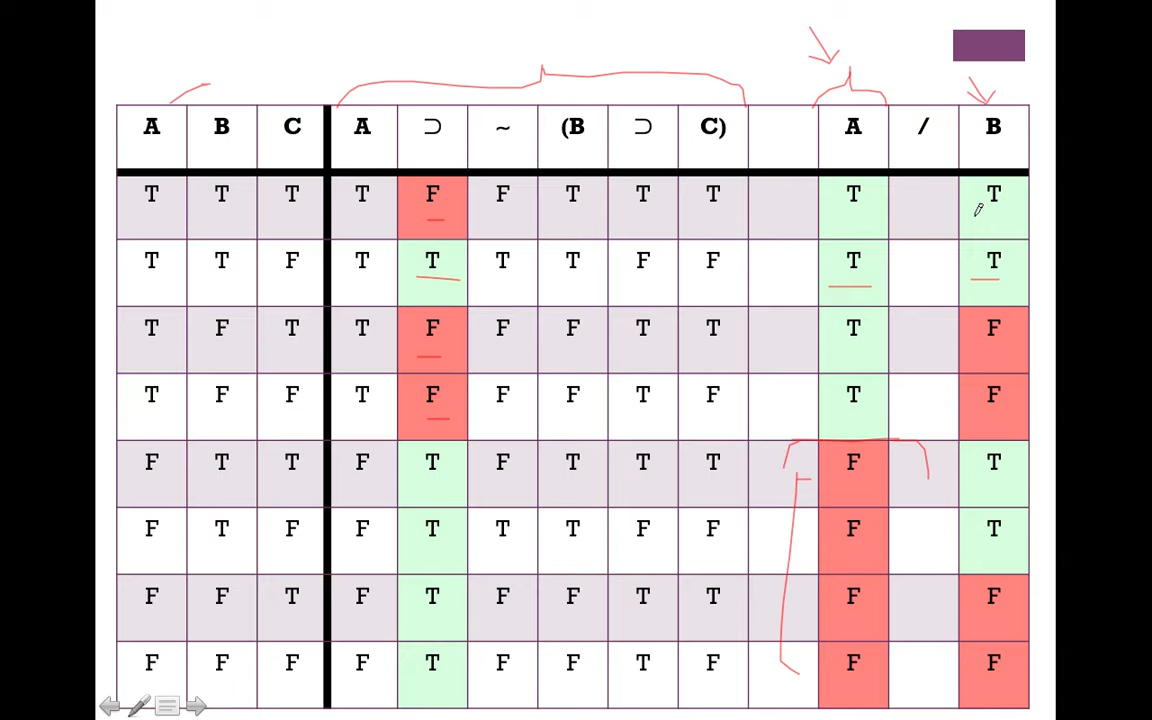 A B C A ⊃ ~ (B ⊃ C) A / B
T T T T F F T T T T T
T T F T T T T F F T T
T F T T F F F T T T F
T F F T F F F T F T F
F T T F T F T T T F T
F T F F T T T F F F T
F F T F T F F T T F F
F F F F T F F T F F F